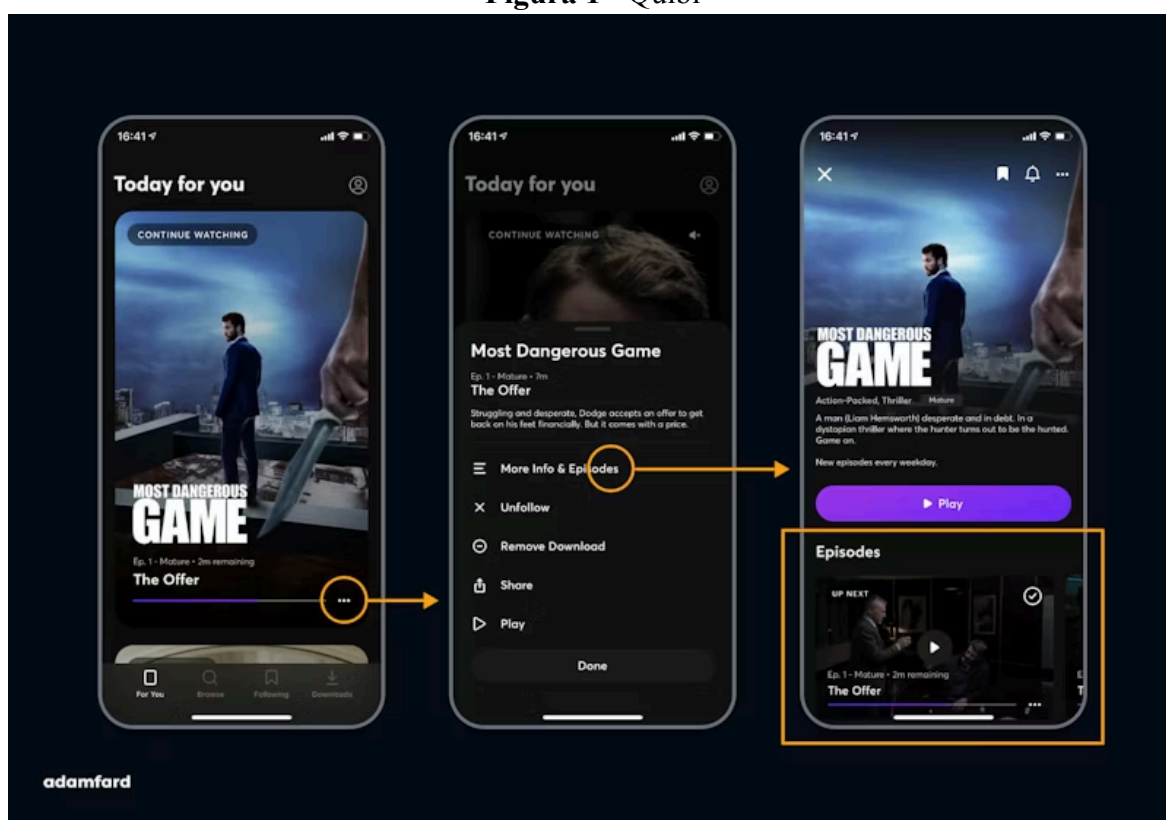 Figura 1 - Quibi
16:41
Today for you
CONTINUE WATCHING
MOST DANGEROUS
GAME
Ep. 1 - Mature • 2m remaining
The Offer
For You
Browse
Following
Downloads
16:41
Today for you
CONTINUE WATCHING
Most Dangerous Game
Ep. 1 - Mature • 7m
The Offer
Struggling and desperate, Dodge accepts an offer to get
back on his feet financially. But it comes with a price.
More Info & Episodes
Unfollow
Remove Download
Share
Play
Done
16:41
MOST DANGEROUS
GAME
Action-Packed, Thriller Mature
A man (Liam Hemsworth) desperate and in debt. In a
dystopian thriller where the hunter turns out to be the hunted.
Game on.
New episodes every weekday.
Play
Episodes
UP NEXT
Ep. 1 - Mature • 2m remaining
The Offer
adamfard